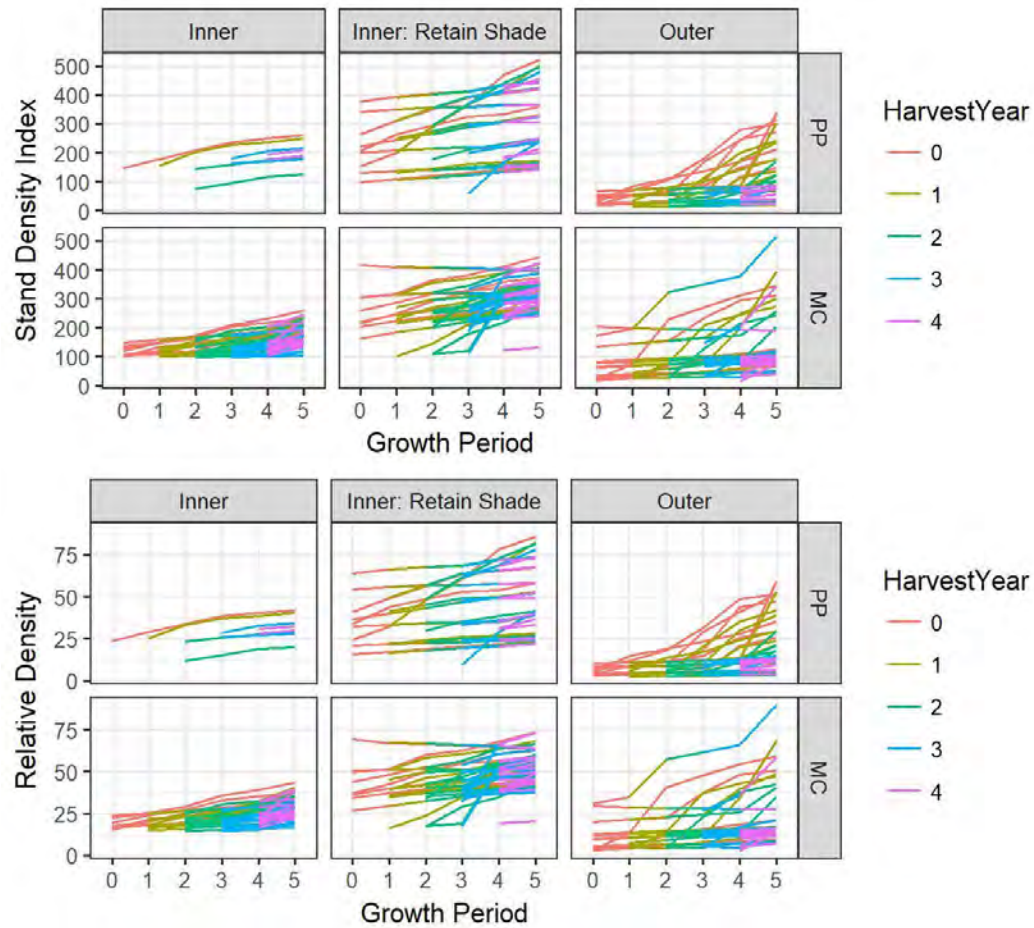 Inner
Inner: Retain Shade
Outer
Stand Density Index
500
400
300
200
100
0
PP
500
400
300
200
100
0
MC
0 1 2 3 4 5
0 1 2 3 4 5
0 1 2 3 4 5
Growth Period
HarvestYear
0
1
2
3
4
Inner
Inner: Retain Shade
Outer
Relative Density
75
50
25
0
PP
75
50
25
0
MC
0 1 2 3 4 5
0 1 2 3 4 5
0 1 2 3 4 5
Growth Period
HarvestYear
0
1
2
3
4